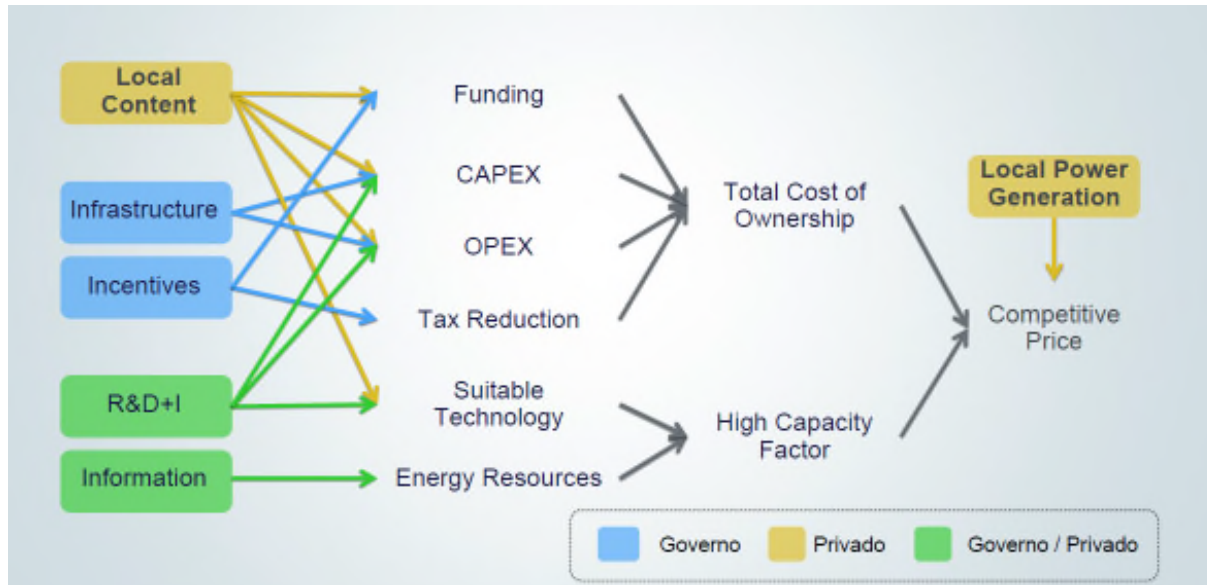 Local
Content
Infrastructure
Incentives
R&D+I
Information
Funding
CAPEX
OPEX
Tax Reduction
Suitable
Technology
Energy Resources
Total Cost of
Ownership
High Capacity
Factor
Local Power
Generation
Competitive
Price
Governo
Privado
Governo / Privado